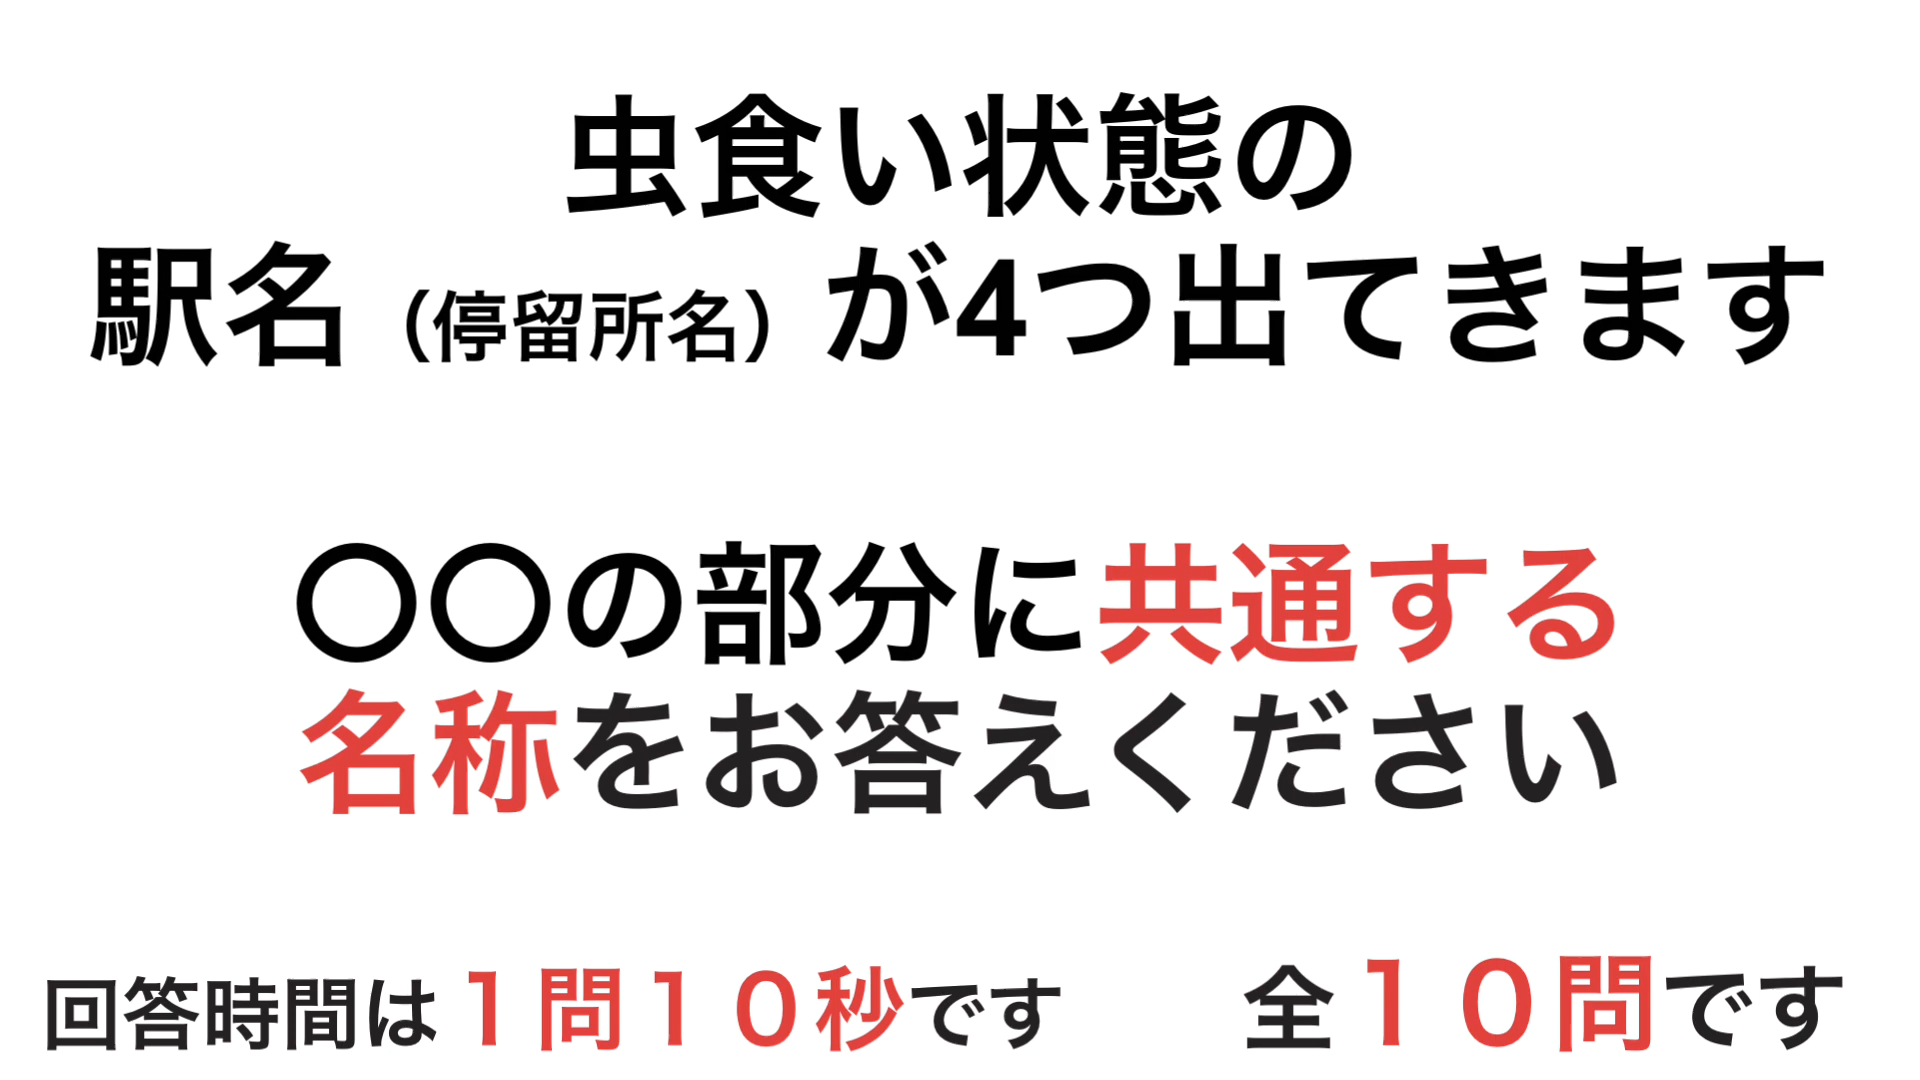 虫食い状態の
駅名（停留所名）が4つ出てきます
〇〇の部分に共通する
名称をお答えください
回答時間は１問１０秒です　全１０問です